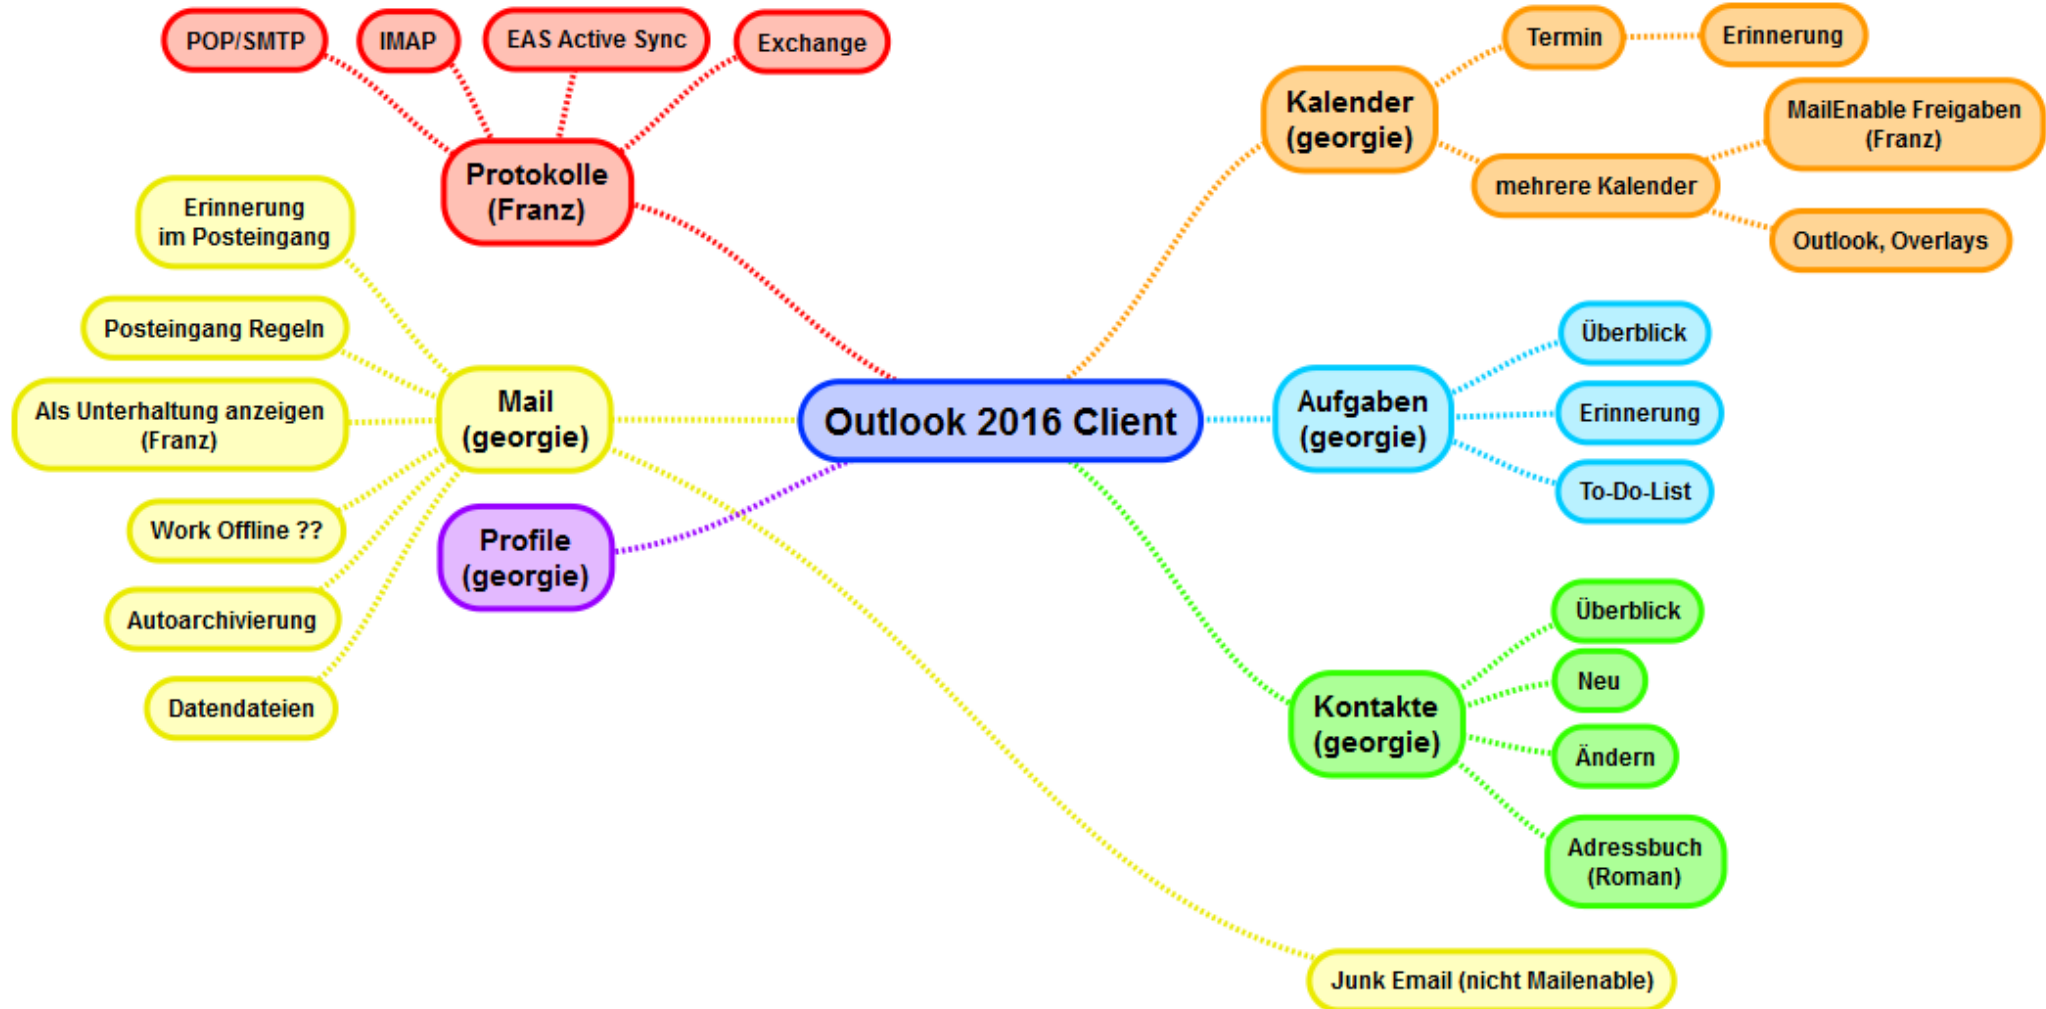 POP/SMTP
IMAP
EAS Active Sync
Exchange
Protokolle
(Franz)
Erinnerung
im Posteingang
Posteingang Regeln
Als Unterhaltung anzeigen
(Franz)
Work Offline ??
Autoarchivierung
Datendateien
Mail
(georgie)
Profile
(georgie)
Outlook 2016 Client
Kalender
(georgie)
Termin
Erinnerung
mehrere Kalender
MailEnable Freigaben
(Franz)
Outlook, Overlays
Aufgaben
(georgie)
Überblick
Erinnerung
To-Do-List
Kontakte
(georgie)
Überblick
Neu
Ändern
Adressbuch
(Roman)
Junk Email (nicht Mailenable)